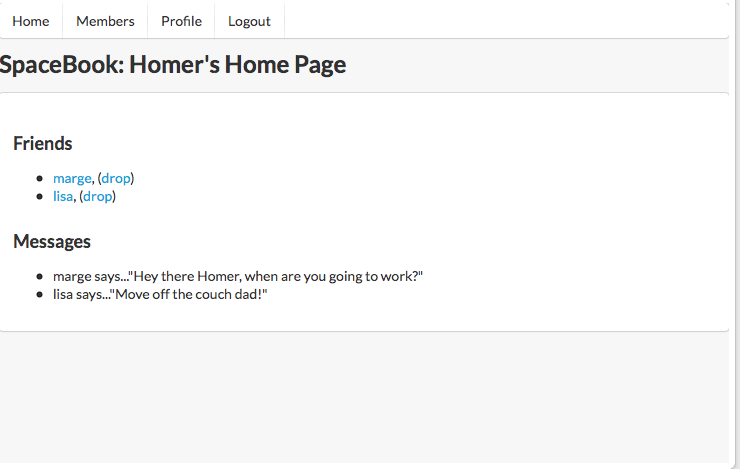 Home Members Profile Logout
SpaceBook: Homer's Home Page
Friends
marge, (drop)
lisa, (drop)
Messages
marge says..."Hey there Homer, when are you going to work?"
lisa says..."Move off the couch dad!"